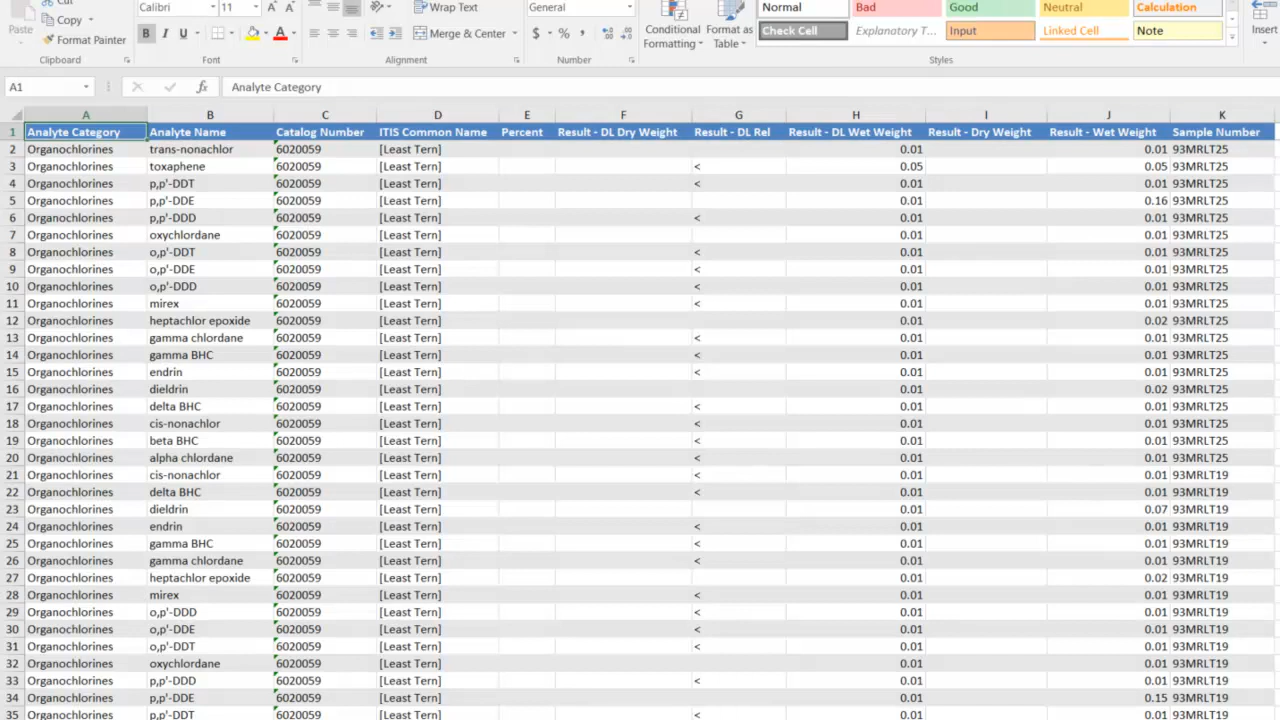 Cut
Calibri 11 A A Wrap Text General Normal Bad Good Neutral Calculation
Paste Copy
Format Painter B I U A Merge & Center $ % , Conditional Formatting Format as Table Check Cell Explanatory T... Input Linked Cell Note Insert
Clipboard Font Alignment Number Styles
A1 fx Analyte Category
A B C D E F G H I J K
1 Analyte Category Analyte Name Catalog Number ITIS Common Name Percent Result - DL Dry Weight Result - DL Rel Result - DL Wet Weight Result - Dry Weight Result - Wet Weight Sample Number
2 Organochlorines trans-nonachlor 6020059 [Least Tern] 0.01 0.01 93MRLT25
3 Organochlorines toxaphene 6020059 [Least Tern] < 0.05 0.05 93MRLT25
4 Organochlorines p,p'-DDT 6020059 [Least Tern] < 0.01 0.01 93MRLT25
5 Organochlorines p,p'-DDE 6020059 [Least Tern] 0.01 0.16 93MRLT25
6 Organochlorines p,p'-DDD 6020059 [Least Tern] < 0.01 0.01 93MRLT25
7 Organochlorines oxychlordane 6020059 [Least Tern] 0.01 0.01 93MRLT25
8 Organochlorines o,p'-DDT 6020059 [Least Tern] < 0.01 0.01 93MRLT25
9 Organochlorines o,p'-DDE 6020059 [Least Tern] < 0.01 0.01 93MRLT25
10 Organochlorines o,p'-DDD 6020059 [Least Tern] < 0.01 0.01 93MRLT25
11 Organochlorines mirex 6020059 [Least Tern] < 0.01 0.01 93MRLT25
12 Organochlorines heptachlor epoxide 6020059 [Least Tern] 0.01 0.02 93MRLT25
13 Organochlorines gamma chlordane 6020059 [Least Tern] < 0.01 0.01 93MRLT25
14 Organochlorines gamma BHC 6020059 [Least Tern] < 0.01 0.01 93MRLT25
15 Organochlorines endrin 6020059 [Least Tern] < 0.01 0.01 93MRLT25
16 Organochlorines dieldrin 6020059 [Least Tern] 0.01 0.02 93MRLT25
17 Organochlorines delta BHC 6020059 [Least Tern] < 0.01 0.01 93MRLT25
18 Organochlorines cis-nonachlor 6020059 [Least Tern] < 0.01 0.01 93MRLT25
19 Organochlorines beta BHC 6020059 [Least Tern] < 0.01 0.01 93MRLT25
20 Organochlorines alpha chlordane 6020059 [Least Tern] < 0.01 0.01 93MRLT25
21 Organochlorines cis-nonachlor 6020059 [Least Tern] < 0.01 0.01 93MRLT19
22 Organochlorines delta BHC 6020059 [Least Tern] < 0.01 0.01 93MRLT19
23 Organochlorines dieldrin 6020059 [Least Tern] 0.01 0.07 93MRLT19
24 Organochlorines endrin 6020059 [Least Tern] < 0.01 0.01 93MRLT19
25 Organochlorines gamma BHC 6020059 [Least Tern] < 0.01 0.01 93MRLT19
26 Organochlorines gamma chlordane 6020059 [Least Tern] < 0.01 0.01 93MRLT19
27 Organochlorines heptachlor epoxide 6020059 [Least Tern] 0.01 0.02 93MRLT19
28 Organochlorines mirex 6020059 [Least Tern] < 0.01 0.01 93MRLT19
29 Organochlorines o,p'-DDD 6020059 [Least Tern] < 0.01 0.01 93MRLT19
30 Organochlorines o,p'-DDE 6020059 [Least Tern] < 0.01 0.01 93MRLT19
31 Organochlorines o,p'-DDT 6020059 [Least Tern] < 0.01 0.01 93MRLT19
32 Organochlorines oxychlordane 6020059 [Least Tern] 0.01 0.01 93MRLT19
33 Organochlorines p,p'-DDD 6020059 [Least Tern] < 0.01 0.01 93MRLT19
34 Organochlorines p,p'-DDE 6020059 [Least Tern] 0.01 0.15 93MRLT19
35 Organochlorines p,p'-DDT 6020059 [Least Tern] < 0.01 0.01 93MRLT19